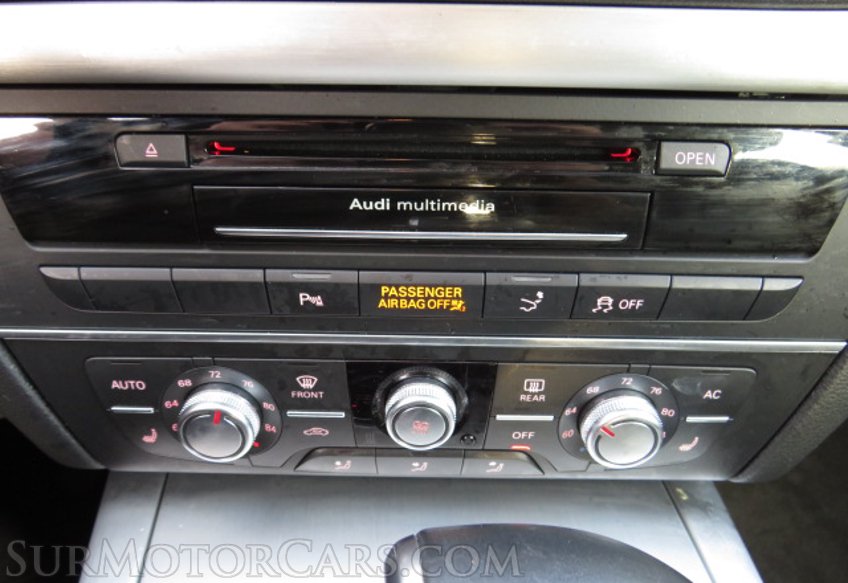 OPEN
Audi multimedia
P PASSENGER AIRBAG OFF OFF
AUTO 64 68 72 76 80 84 FRONT REAR 60 64 68 72 76 80 AC
OFF
SURMOTORCARS.COM